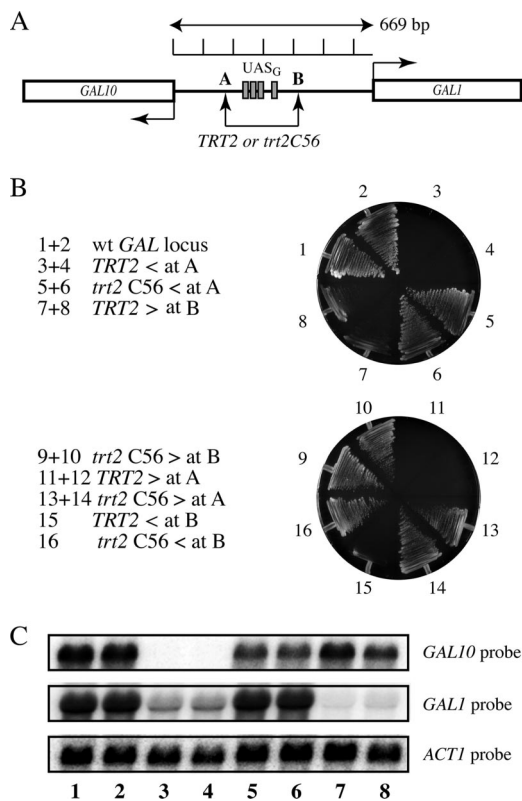 A
669 bp
UASG
A B
GAL10 GAL1
TRT2 or trt2C56
B
1+2 wt GAL locus
3+4 TRT2 < at A
5+6 trt2 C56 < at A
7+8 TRT2 > at B
2 3
1 4
8 5
7 6
9+10 trt2 C56 > at B
11+12 TRT2 > at A
13+14 trt2 C56 > at A
15 TRT2 < at B
16 trt2 C56 < at B
10 11
9 12
16 13
15 14
C
GAL10 probe
GAL1 probe
ACT1 probe
1 2 3 4 5 6 7 8